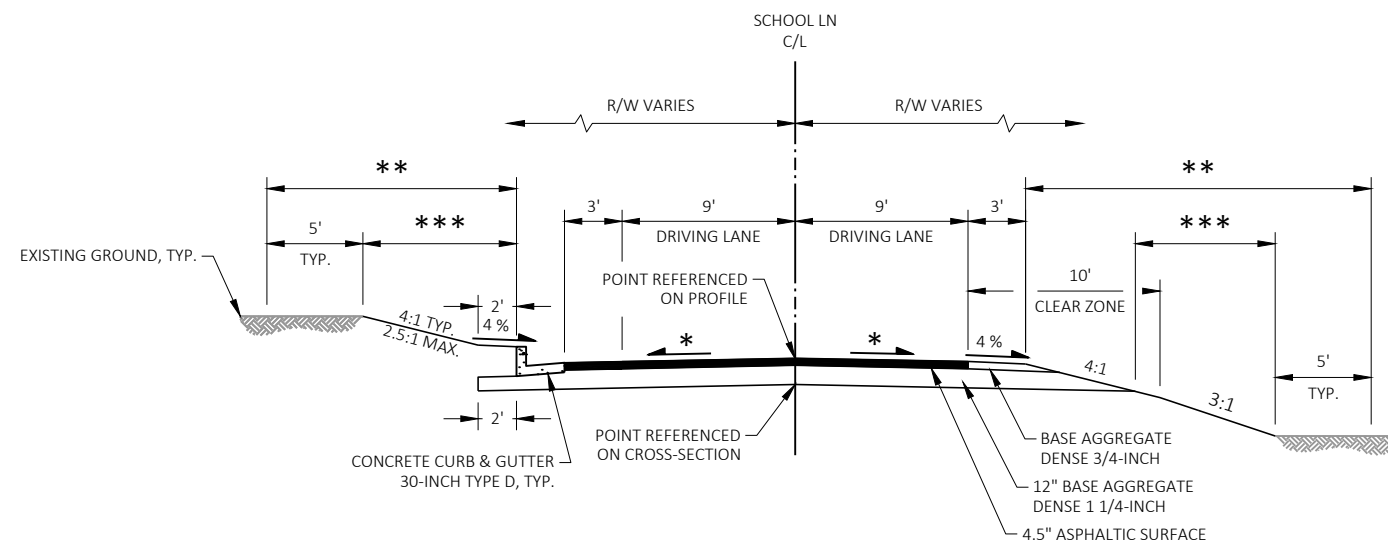 SCHOOL LN
C/L
R/W VARIES
R/W VARIES
**
**
3'
9'
9'
3'
5'
TYP.
***
DRIVING LANE
DRIVING LANE
***
EXISTING GROUND, TYP.
POINT REFERENCED
ON PROFILE
10'
CLEAR ZONE
2'
4:1 TYP.
2.5:1 MAX.
4 %
*
*
4 %
4:1
3:1
5'
TYP.
2'
POINT REFERENCED
ON CROSS-SECTION
CONCRETE CURB & GUTTER
30-INCH TYPE D, TYP.
BASE AGGREGATE
DENSE 3/4-INCH
12" BASE AGGREGATE
DENSE 1 1/4-INCH
4.5" ASPHALTIC SURFACE